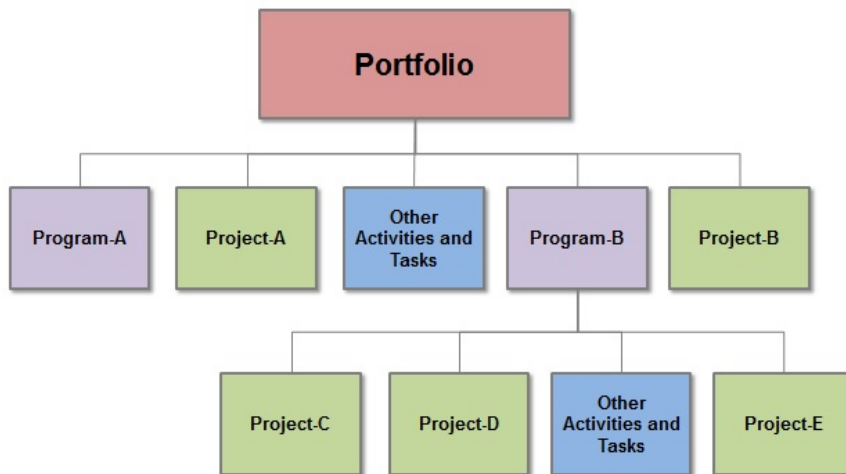 Portfolio
Program-A
Project-A
Other
Activities and
Tasks
Program-B
Project-B
Project-C
Project-D
Other
Activities and
Tasks
Project-E